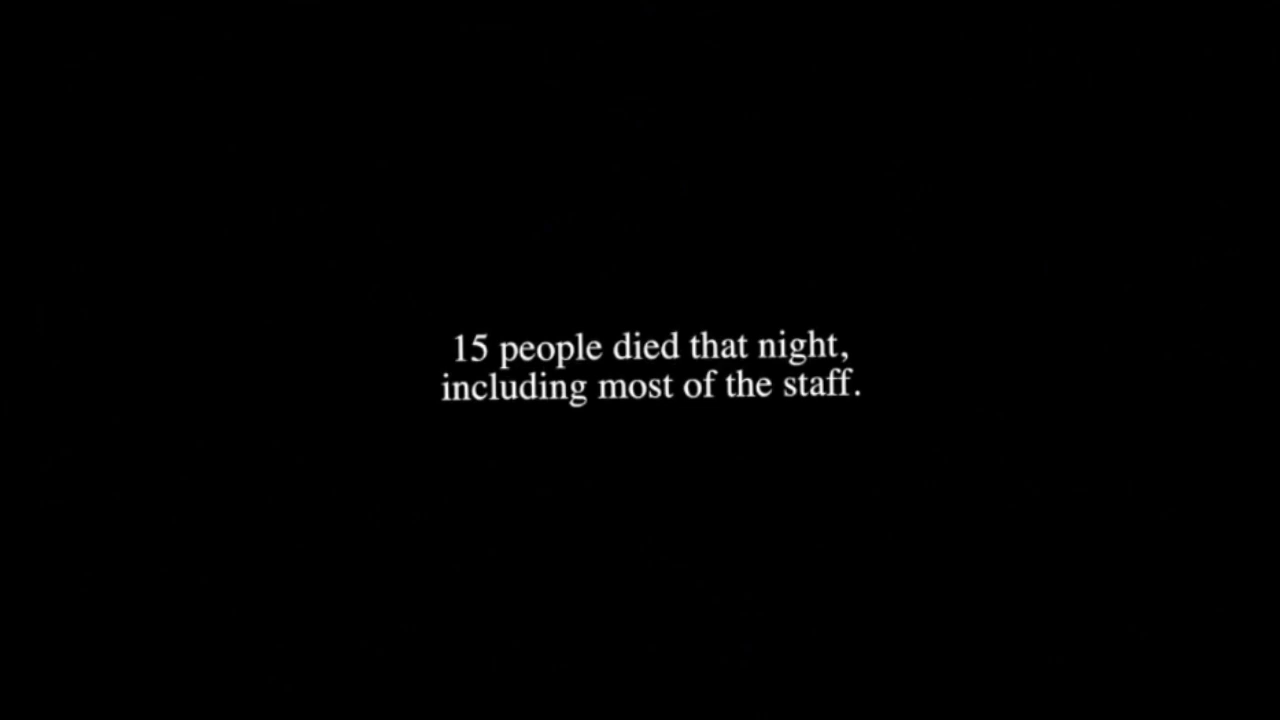 15 people died that night,
including most of the staff.